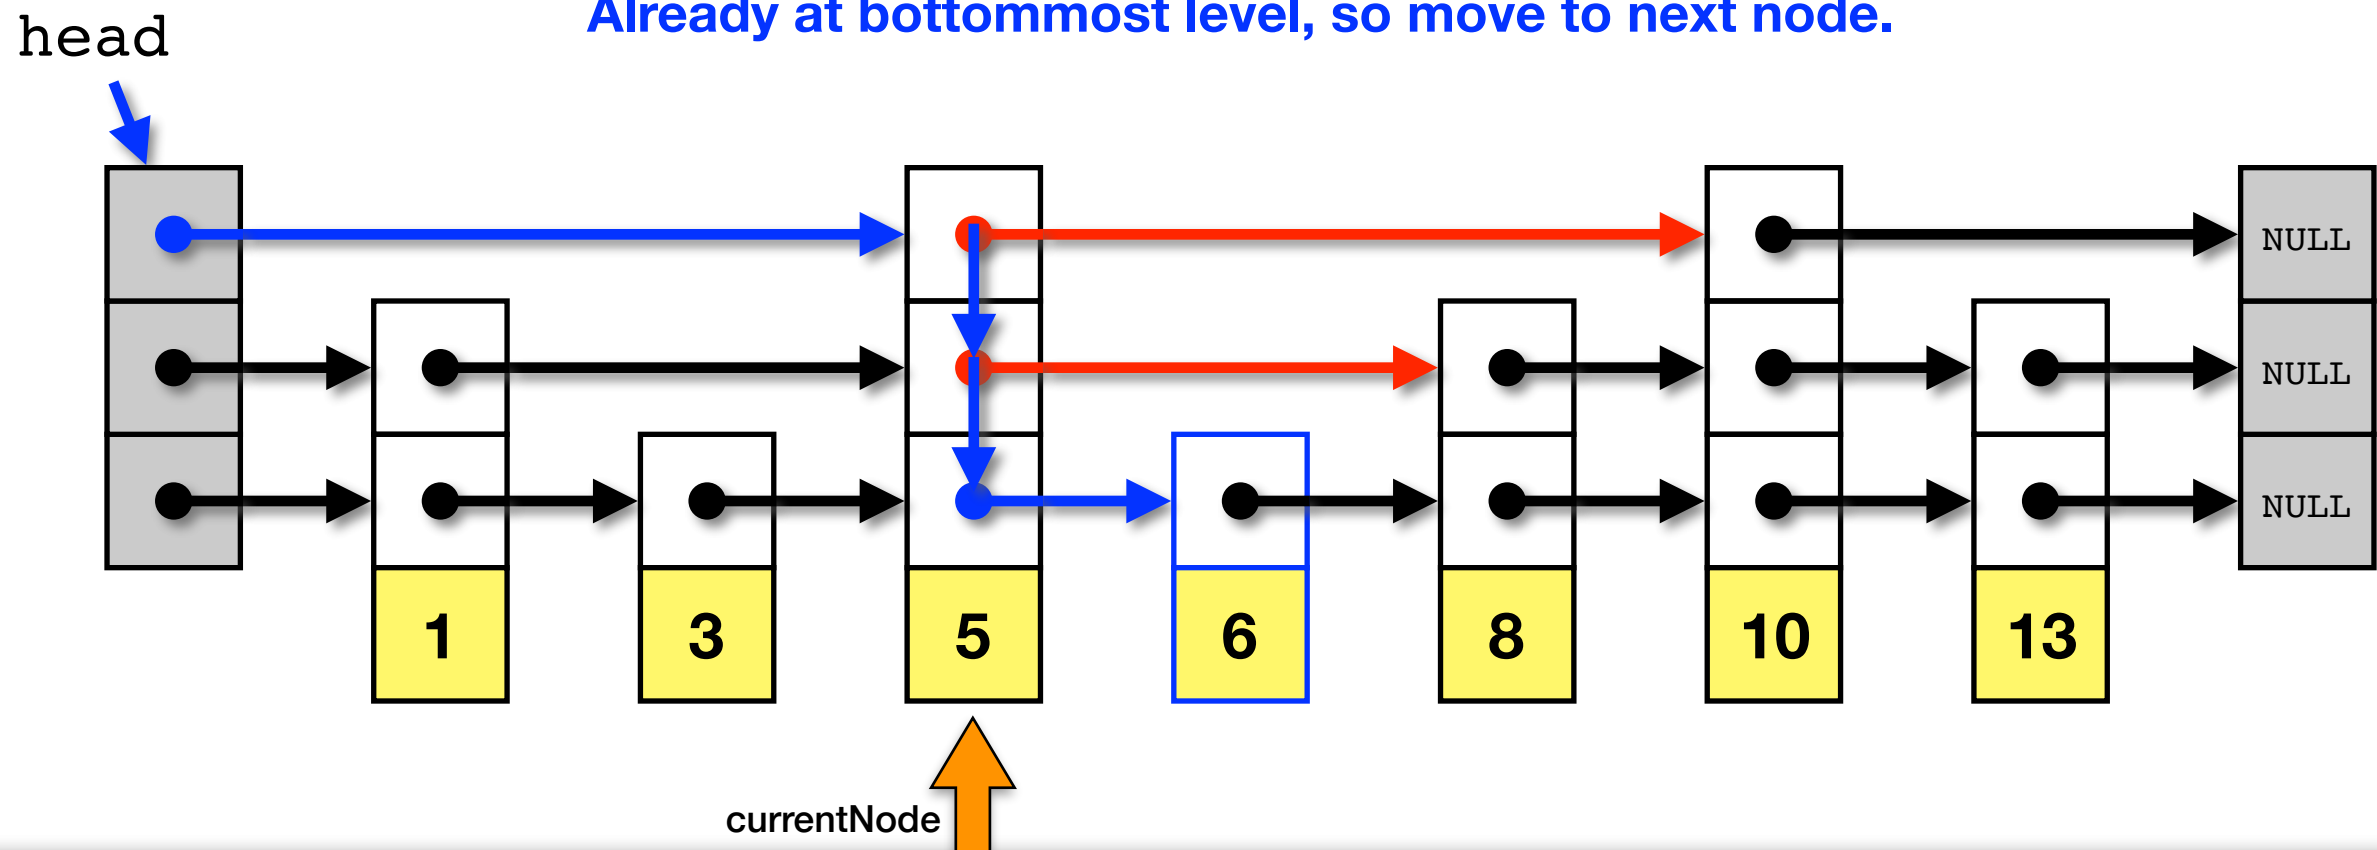 Already at bottommost level, so move to next node.
head
NULL
NULL
NULL
1 3 5 6 8 10 13
currentNode